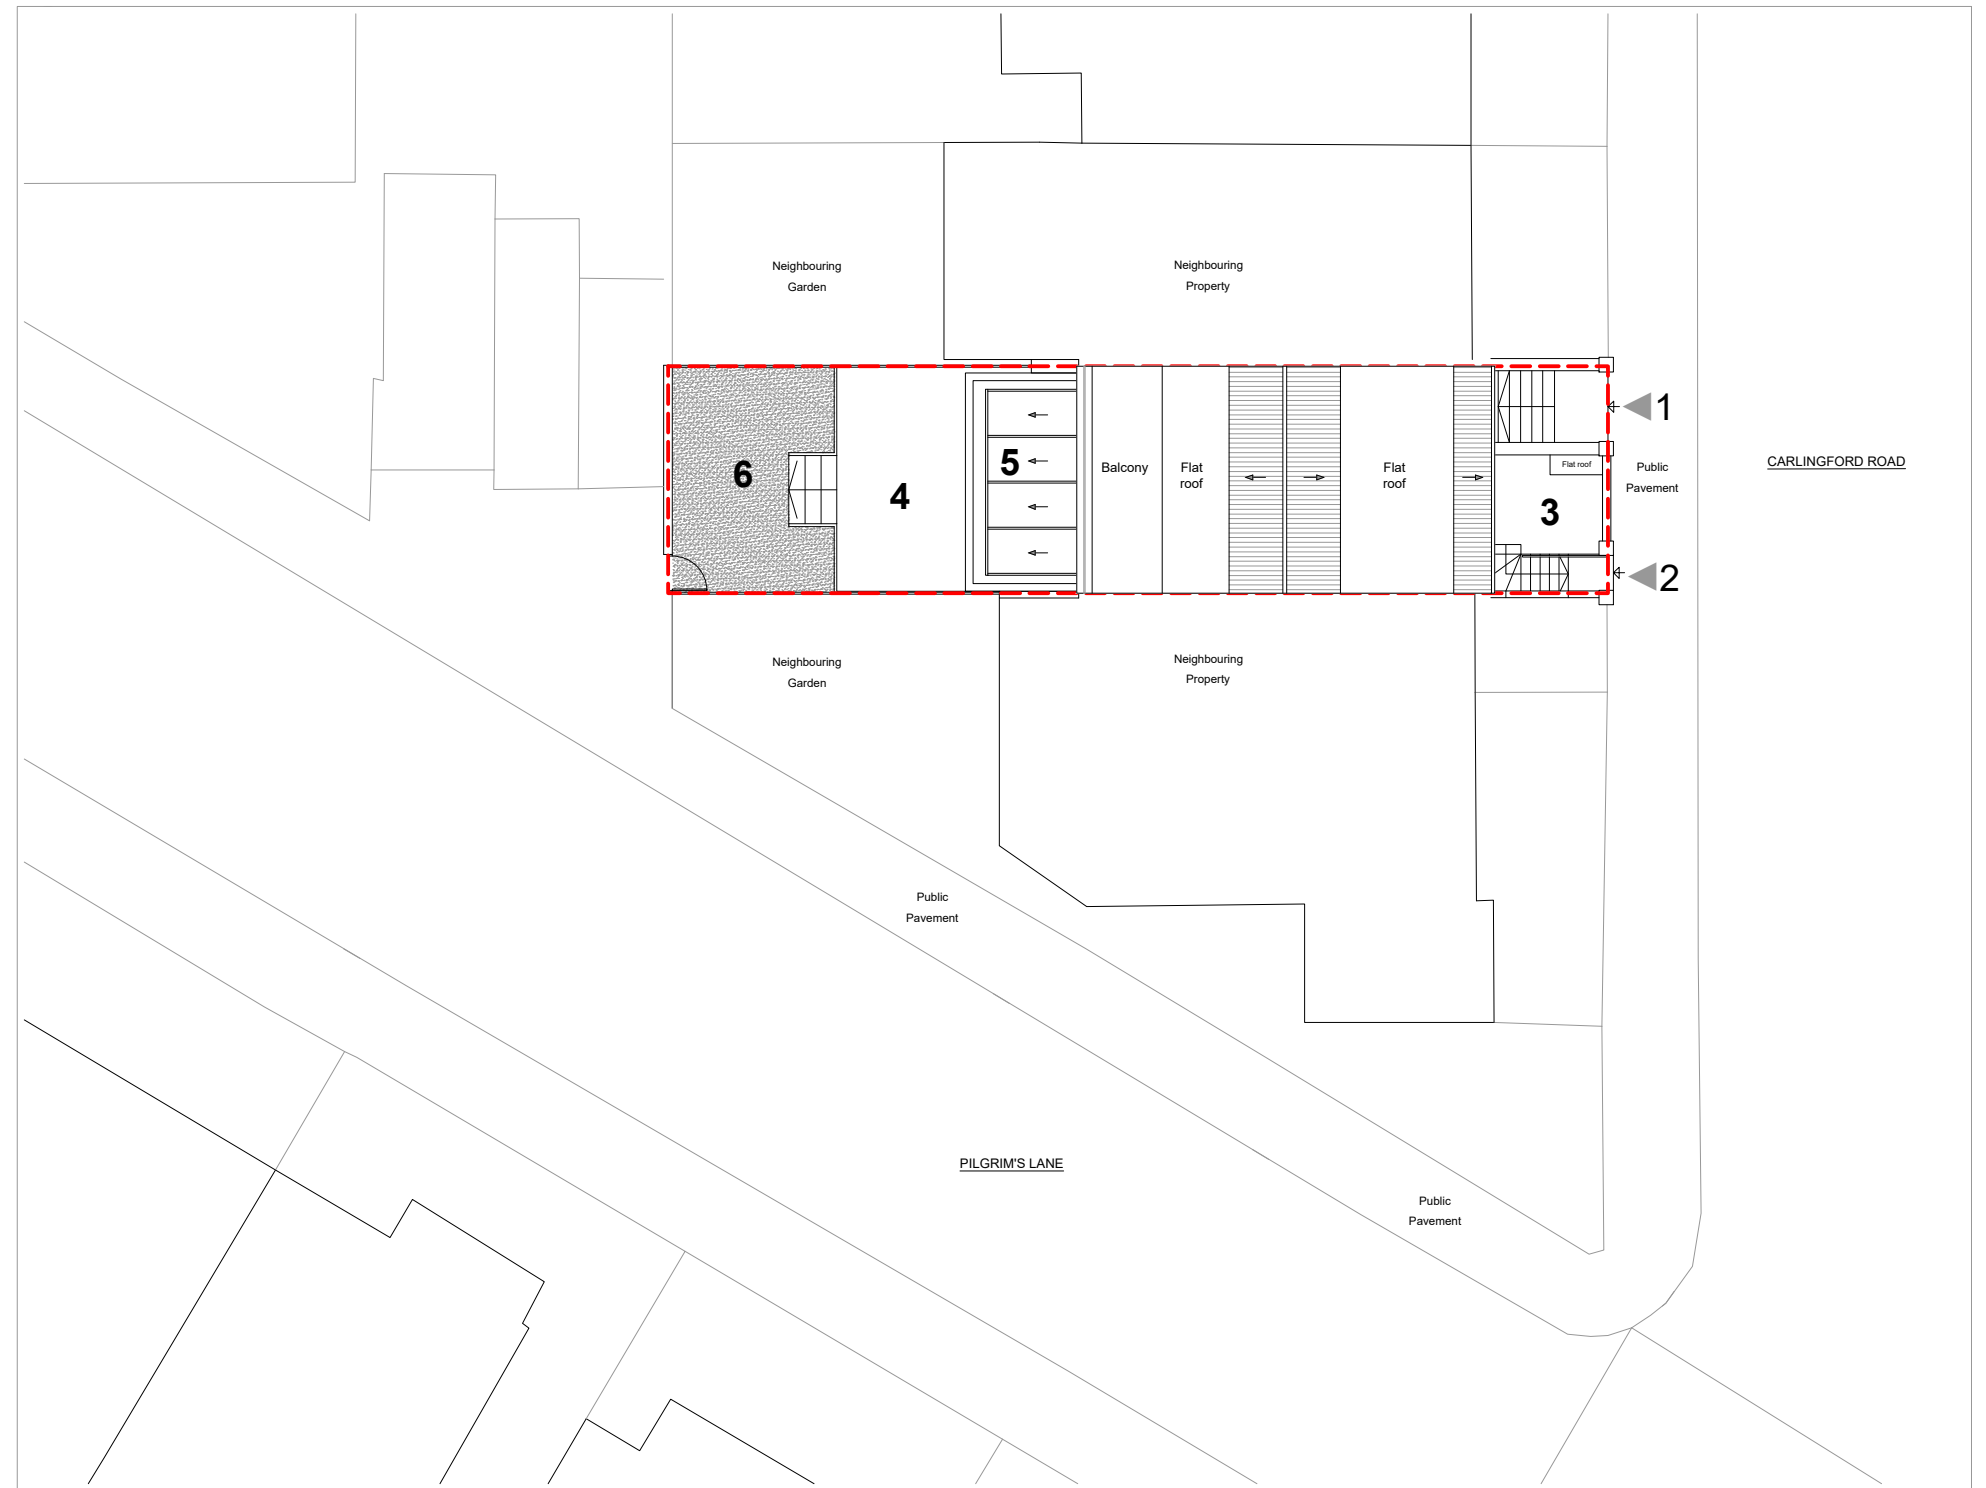 Neighbouring
Garden
Neighbouring
Property
1
6
4
5
Balcony
Flat
roof
Flat
roof
Flat roof
3
Public
Pavement
CARLINGFORD ROAD
2
Neighbouring
Garden
Neighbouring
Property
Public
Pavement
PILGRIM'S LANE
Public
Pavement